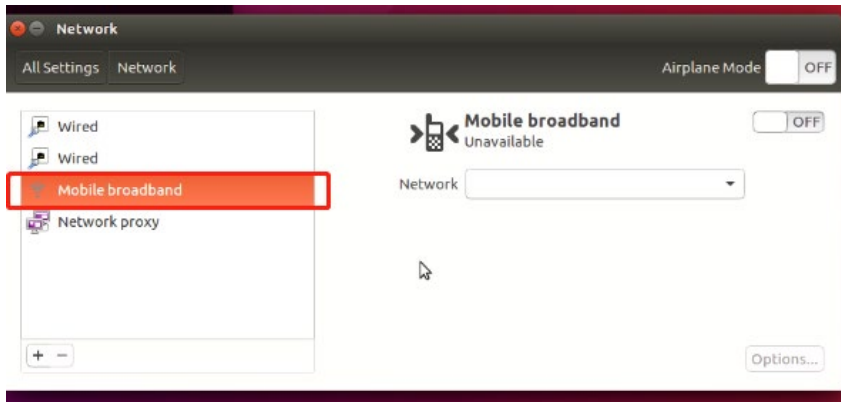 Network
All Settings Network Airplane Mode OFF
Wired
Wired
Mobile broadband
Network proxy
+ −
Mobile broadband OFF
Unavailable
Network
Options...